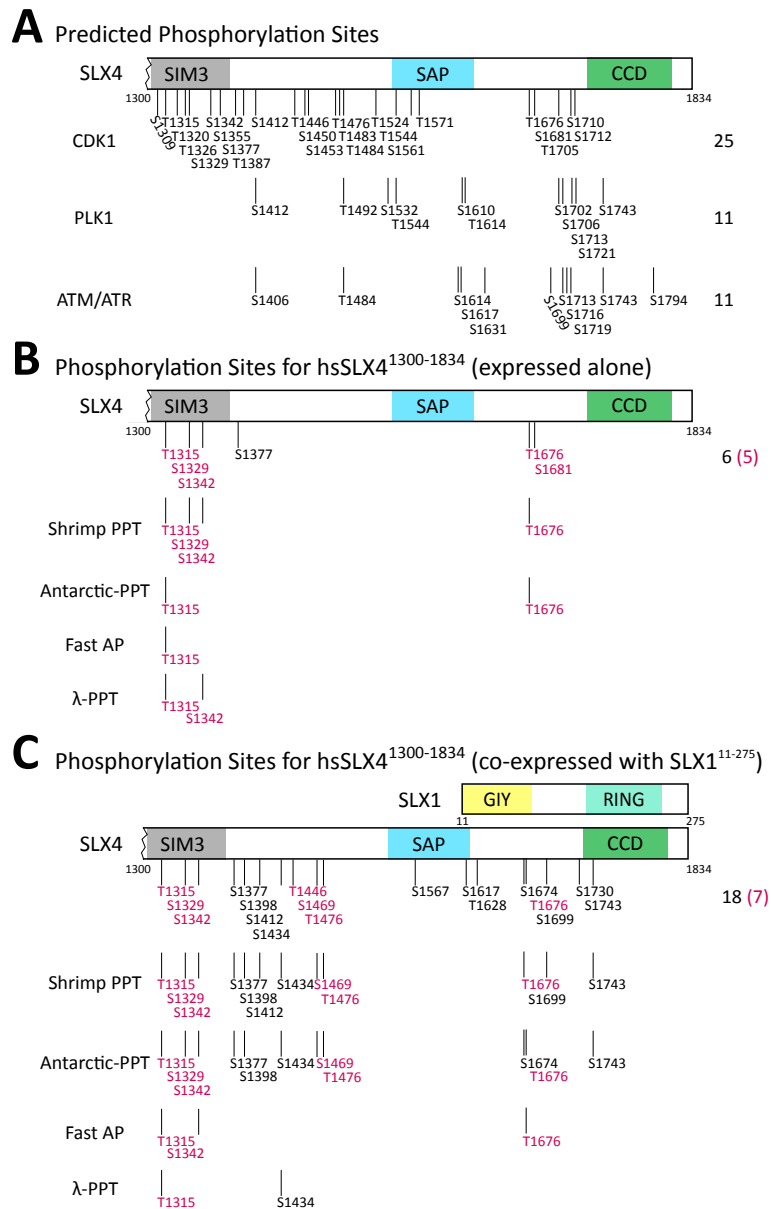 A Predicted Phosphorylation Sites
SLX4 SIM3 SAP CCD
1300 1834
S1309 T1315 S1342 S1412 T1446 T1476 T1524 T1571 T1676 S1710
T1320 S1355 S1450 T1483 T1544 S1681 S1712
CDK1 T1326 S1377 S1453 T1484 S1561 T1705 25
S1329 T1387
PLK1 S1412 T1492 S1532 S1610 S1702 S1743 11
T1544 T1614 S1706
S1713
S1721
ATM/ATR S1406 T1484 S1614 S1699 S1713 S1743 S1794 11
S1617 S1716
S1631 S1719
B Phosphorylation Sites for hsSLX41300-1834 (expressed alone)
SLX4 SIM3 SAP CCD
1300 1834
T1315 S1377 T1676 6 (5)
S1329 S1681
S1342
Shrimp PPT T1315 T1676
S1329
S1342
Antarctic-PPT T1315 T1676
Fast AP T1315
λ-PPT T1315
S1342
C Phosphorylation Sites for hsSLX41300-1834 (co-expressed with SLX111-275)
SLX1 GIY RING
11 275
SLX4 SIM3 SAP CCD
1300 1834
T1315 S1377 T1446 S1567 S1617 S1674 S1730 18 (7)
S1329 S1398 S1469 T1628 T1676 S1743
S1342 S1412 T1476 S1699
S1434
Shrimp PPT T1315 S1377 S1434 S1469 T1676 S1743
S1329 S1398 T1476 S1699
S1342 S1412
Antarctic-PPT T1315 S1377 S1434 S1469 S1674 S1743
S1329 S1398 T1476 T1676
S1342
Fast AP T1315 T1676
S1342
λ-PPT T1315 S1434